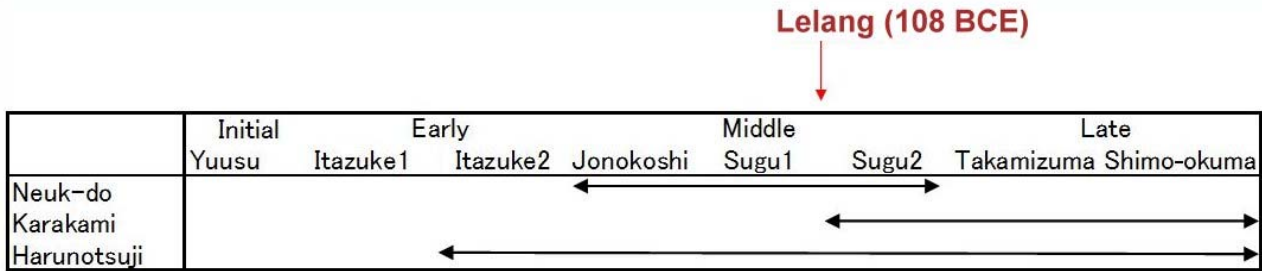 Lelang (108 BCE)
Initial Early Middle Late
Yuusu Itazuke1 Itazuke2 Jonokoshi Sugu1 Sugu2 Takamizuma Shimo-okuma
Neuk-do
Karakami
Harunotsuji